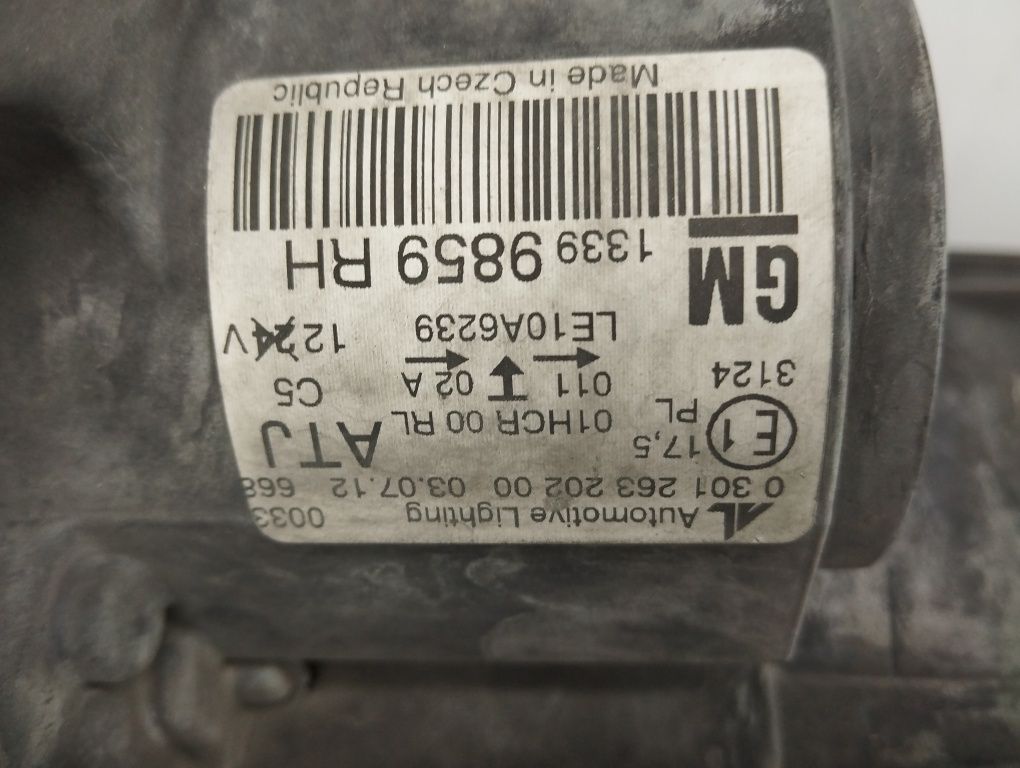 Automotive Lighting 0033
0 301 263 202 00 03.07.12 668
E1 17,5 01HCR 00 RL ATJ
PL
3124 011 02 A C5
LE10A6239 12 24 V
GM 1339 9859 RH
Made in Czech Republic